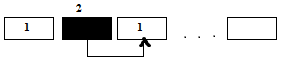 2
1 1 . . .